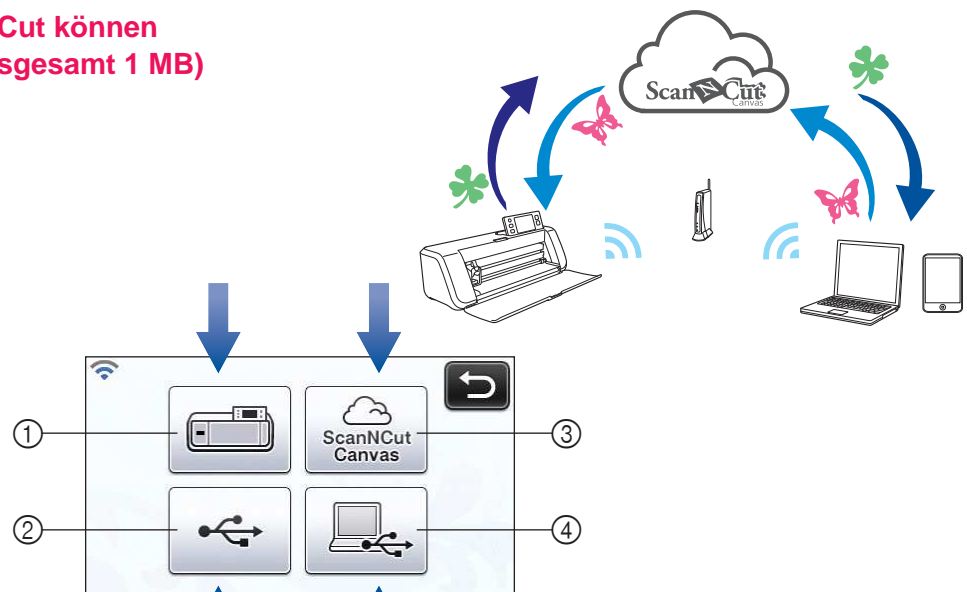 Cut können
sgesamt 1 MB)
ScanNCut
Canvas
①
ScanNCut
Canvas
③
②
④